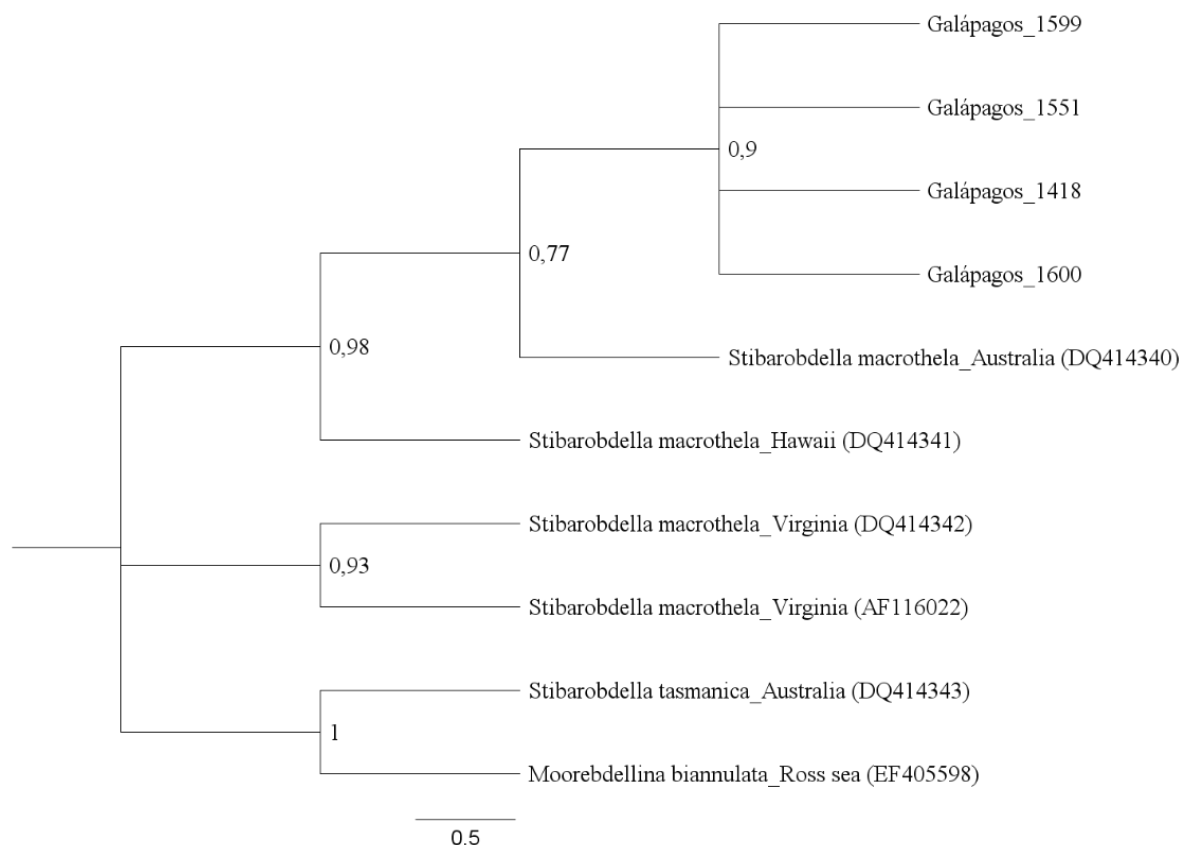 Galápagos_1599
Galápagos_1551
0,9
Galápagos_1418
0,77
Galápagos_1600
0,98
Stibarobdella macrothela_Australia (DQ414340)
Stibarobdella macrothela_Hawaii (DQ414341)
Stibarobdella macrothela_Virginia (DQ414342)
0,93
Stibarobdella macrothela_Virginia (AF116022)
Stibarobdella tasmanica_Australia (DQ414343)
1
Moorebdellina biannulata_Ross sea (EF405598)
0.5